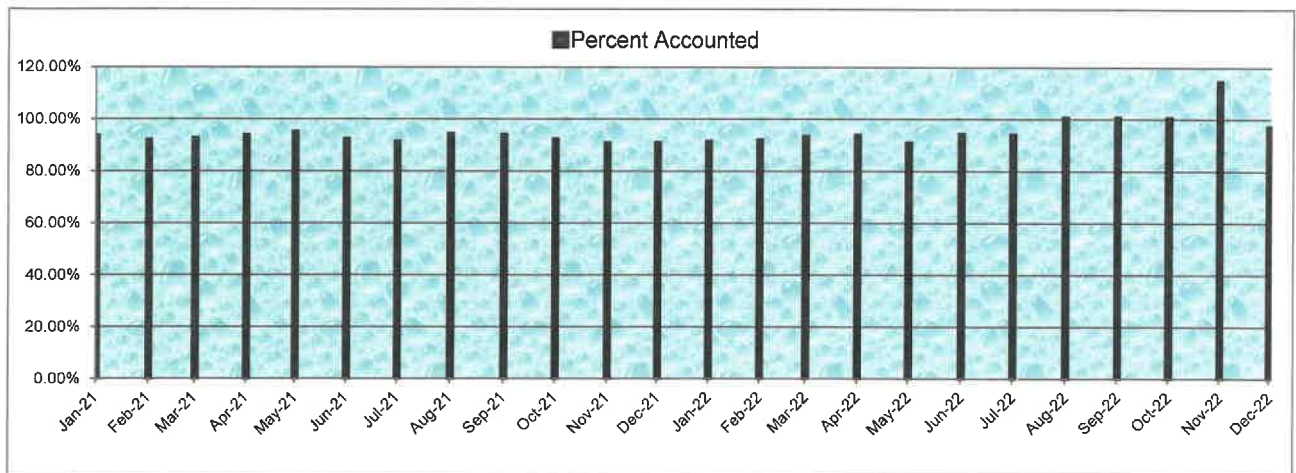 Percent Accounted
120.00%
100.00%
80.00%
60.00%
40.00%
20.00%
0.00%
Jan-21
Feb-21
Mar-21
Apr-21
May-21
Jun-21
Jul-21
Aug-21
Sep-21
Oct-21
Nov-21
Dec-21
Jan-22
Feb-22
Mar-22
Apr-22
May-22
Jun-22
Jul-22
Aug-22
Sep-22
Oct-22
Nov-22
Dec-22